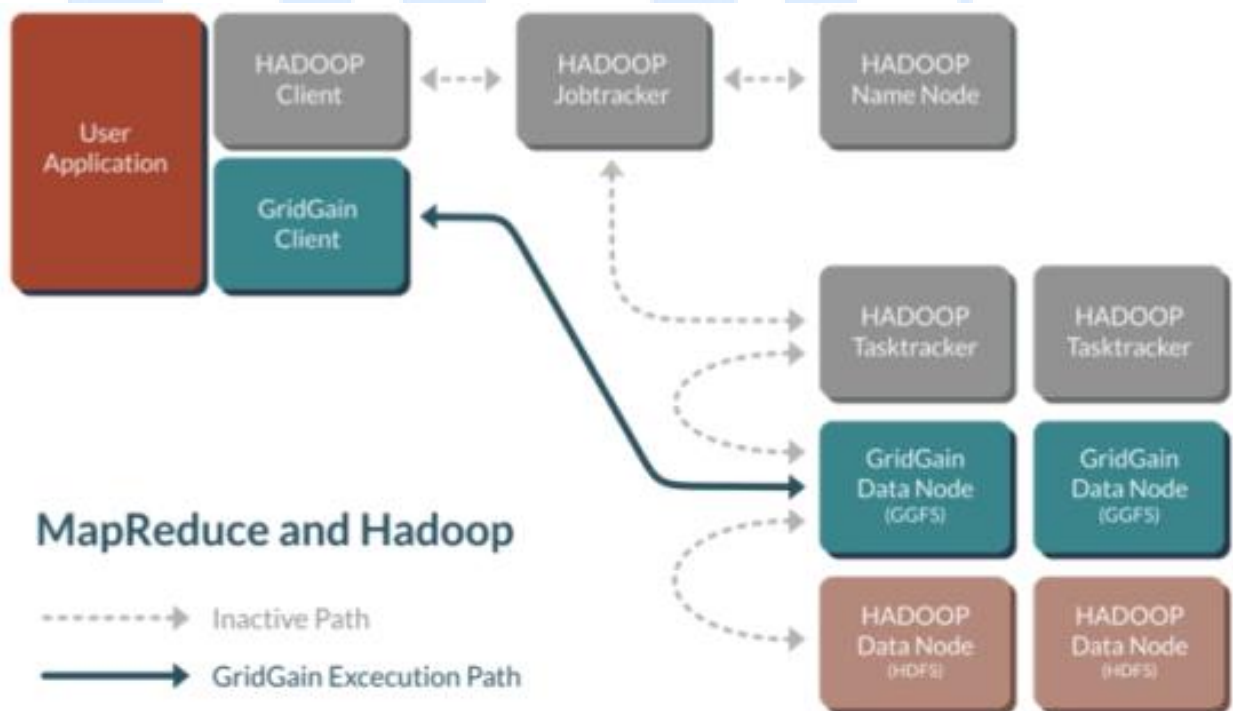 HADOOP
Client
HADOOP
Jobtracker
HADOOP
Name Node
User
Application
GridGain
Client
HADOOP
Tasktracker
HADOOP
Tasktracker
GridGain
Data Node
(GGFS)
GridGain
Data Node
(GGFS)
MapReduce and Hadoop
HADOOP
Data Node
(HDFS)
HADOOP
Data Node
(HDFS)
Inactive Path
GridGain Excecution Path